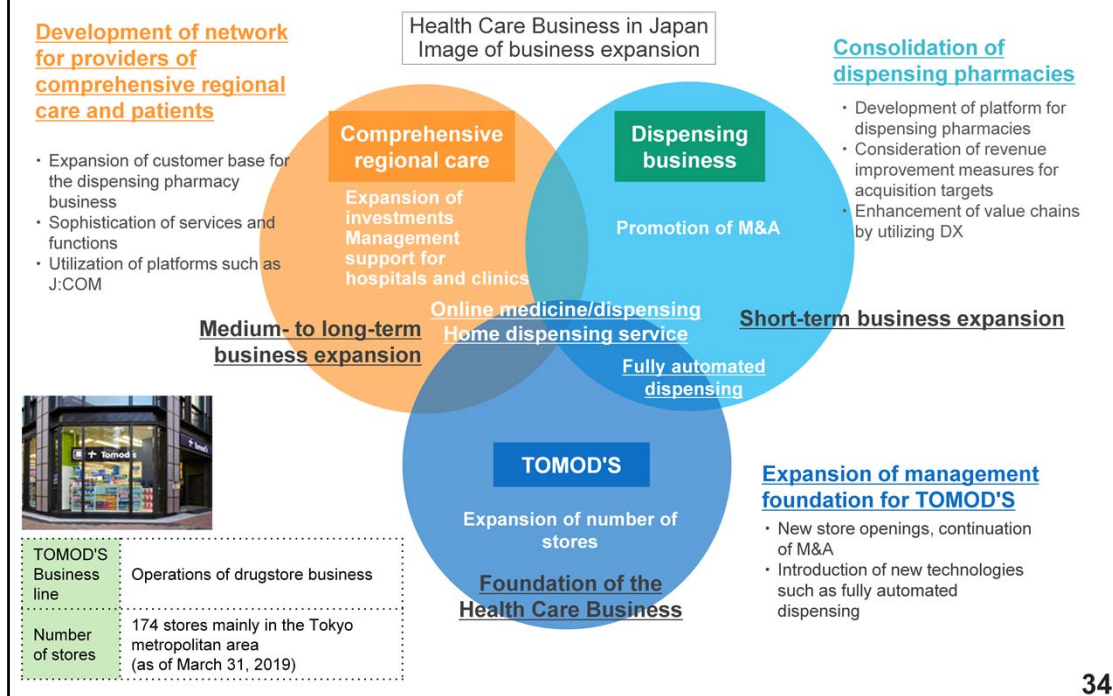 Health Care Business in Japan
Image of business expansion
Development of network
for providers of
comprehensive regional
care and patients
・Expansion of customer base for
the dispensing pharmacy
business
・Sophistication of services and
functions
・Utilization of platforms such as
J:COM
Comprehensive
regional care
Expansion of
investments
Management
support for
hospitals and clinics
Dispensing
business
Promotion of M&A
Consolidation of
dispensing pharmacies
・Development of platform for
dispensing pharmacies
・Consideration of revenue
improvement measures for
acquisition targets
・Enhancement of value chains
by utilizing DX
Medium- to long-term
business expansion
Online medicine/dispensing
Home dispensing service
Short-term business expansion
Fully automated
dispensing
Tomod's
Tomod's
TOMOD'S
Expansion of number of
stores
Foundation of the
Health Care Business
Expansion of management
foundation for TOMOD'S
・New store openings, continuation
of M&A
・Introduction of new technologies
such as fully automated
dispensing
TOMOD'S
Business
line
Operations of drugstore business
Number
of stores
174 stores mainly in the Tokyo
metropolitan area
(as of March 31, 2019)
34